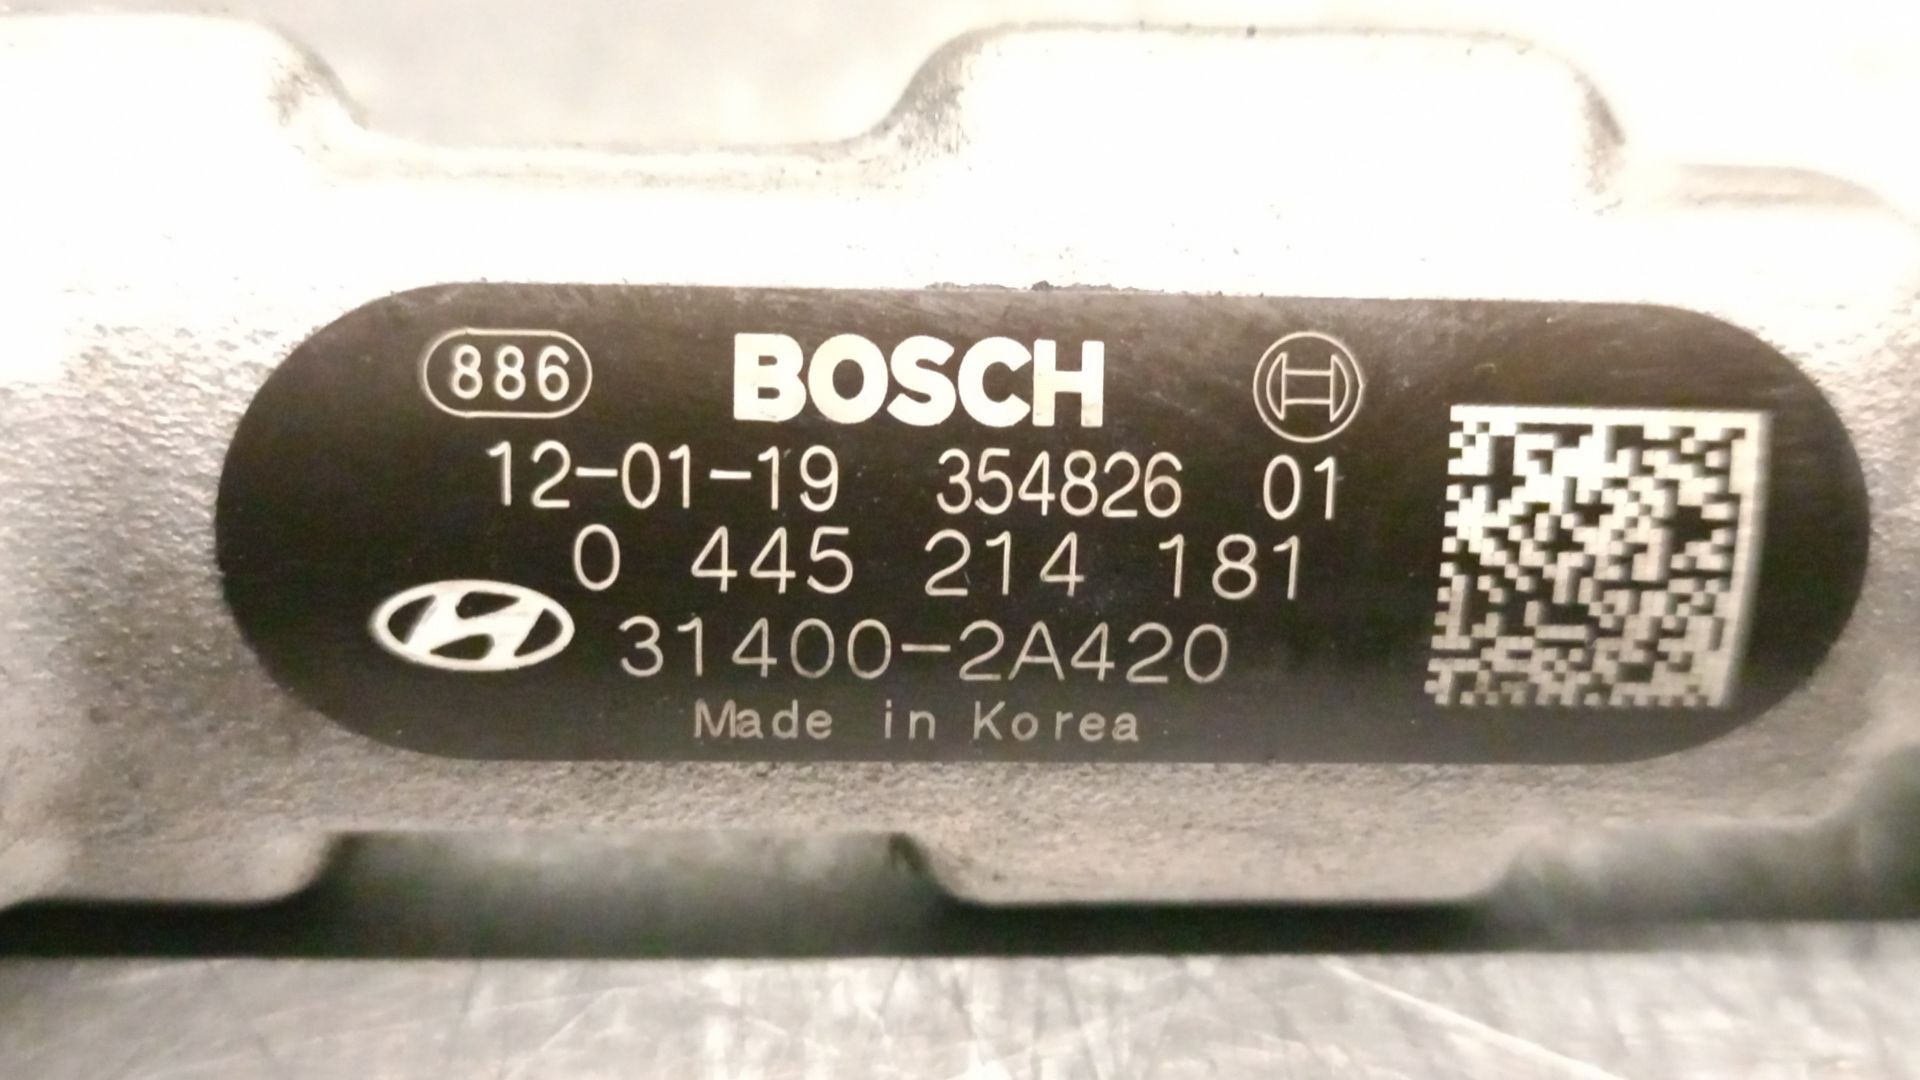 886 BOSCH
12-01-19 354826 01
0 445 214 181
31400-2A420
Made in Korea